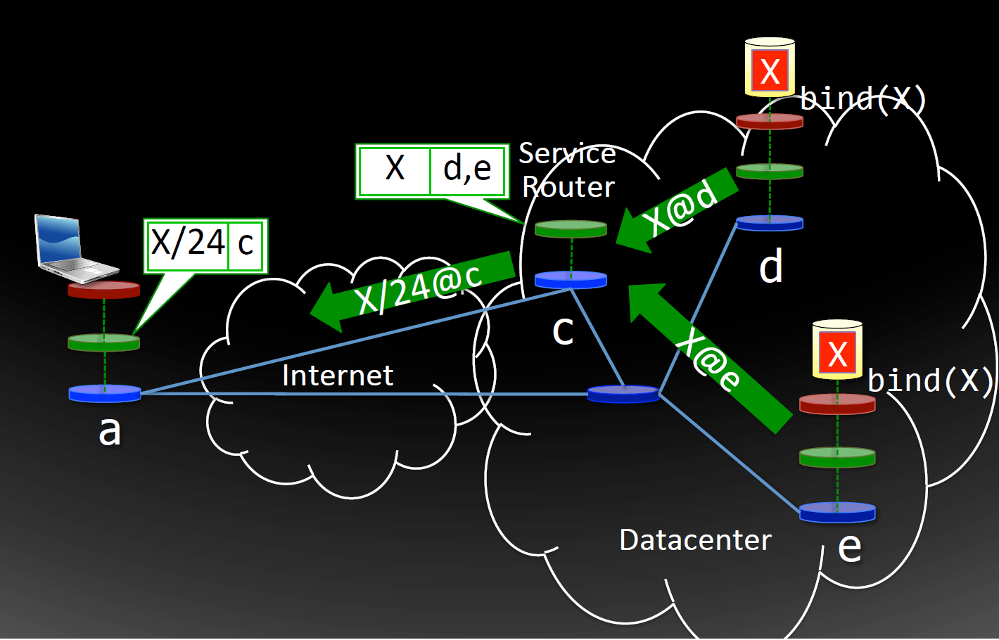 X
bind(X)
Service
Router
X d,e
X@d
X/24 c
X/24@c
d
c
X@e
X
bind(X)
Internet
a
Datacenter
e